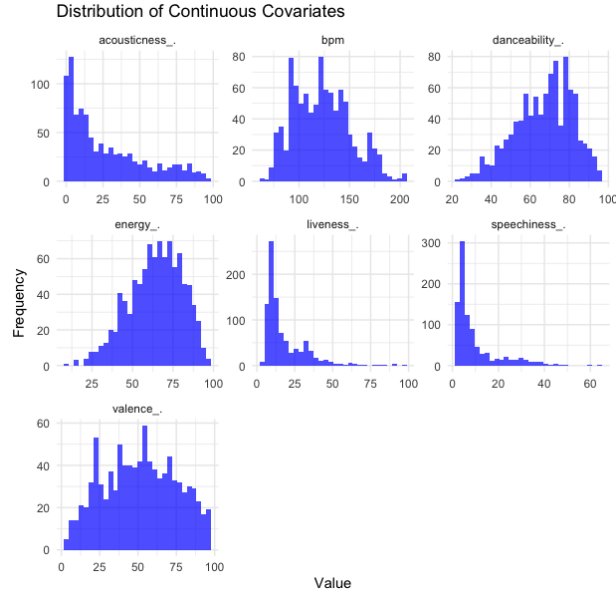 Distribution of Continuous Covariates
acousticness_. bpm danceability_.
100
50
0
0 25 50 75 100
80
60
40
20
0
100 150 200
80
60
40
20
0
20 40 60 80 100
energy_. liveness_. speechiness_.
60
40
20
0
25 50 75 100
200
100
0
0 25 50 75 100
300
200
100
0
0 20 40 60
Frequency
valence_.
60
40
20
0
0 25 50 75 100
Value